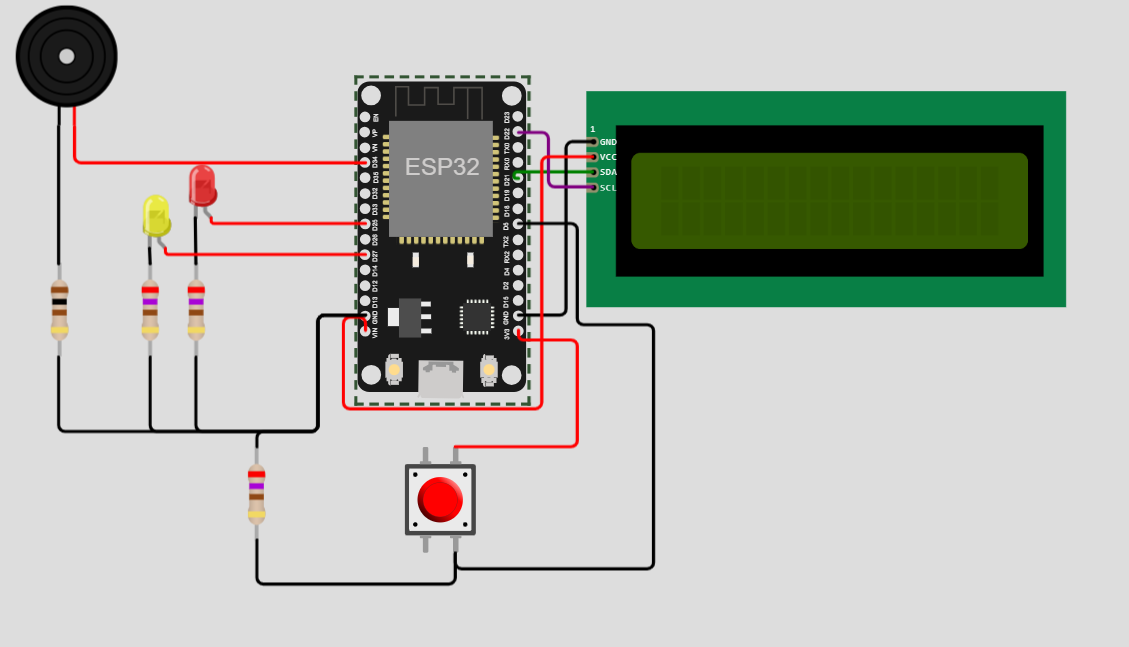 ESP32
EN
VP
VN
D34
D35
D32
D33
D25
D26
D27
D14
D12
D13
GND
VIN
D23
D22
TX0
RX0
D21
D19
D18
D5
TX2
RX2
D4
D2
D15
GND
3V3
1
GND
VCC
SDA
SCL